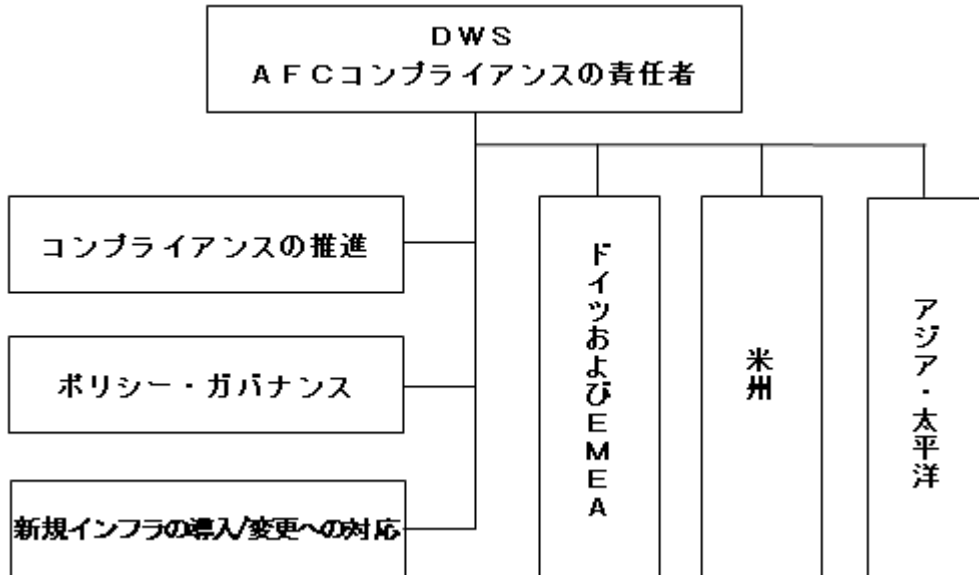 DWS
AFCコンプライアンスの責任者
コンプライアンスの推進
ポリシー・ガバナンス
新規インフラの導入/変更への対応
ドイツおよびEMEA
米州
アジア・太平洋